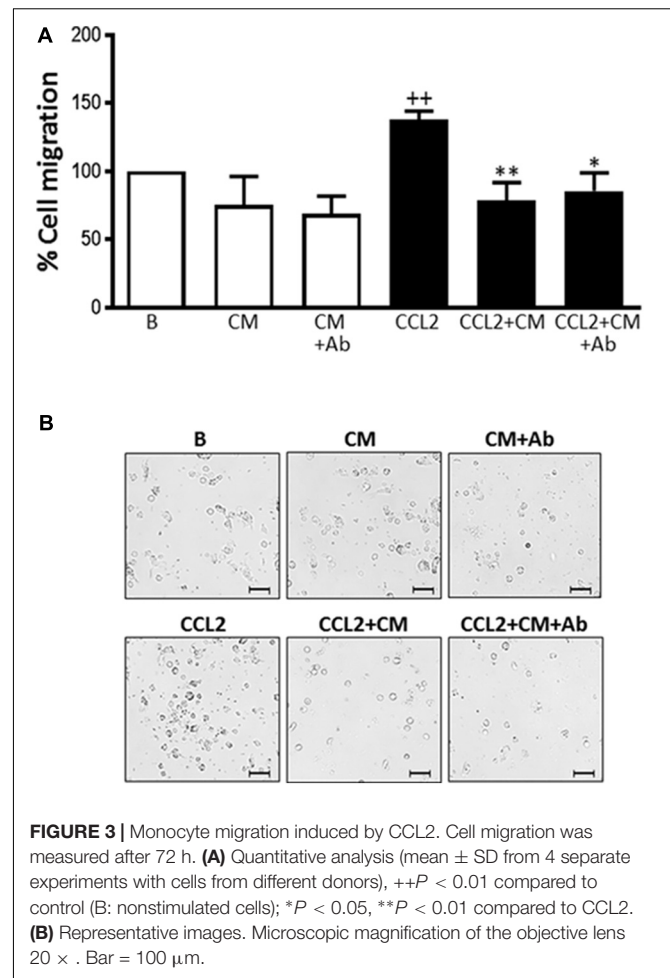 A
200
150
100
50
0
% Cell migration
++
**
*
B CM CM +Ab CCL2 CCL2+CM CCL2+CM +Ab
B
B CM CM+Ab
CCL2 CCL2+CM CCL2+CM+Ab
FIGURE 3 | Monocyte migration induced by CCL2. Cell migration was
measured after 72 h. (A) Quantitative analysis (mean ± SD from 4 separate
experiments with cells from different donors), ++P < 0.01 compared to
control (B: nonstimulated cells); *P < 0.05, **P < 0.01 compared to CCL2.
(B) Representative images. Microscopic magnification of the objective lens
20 × . Bar = 100 μm.